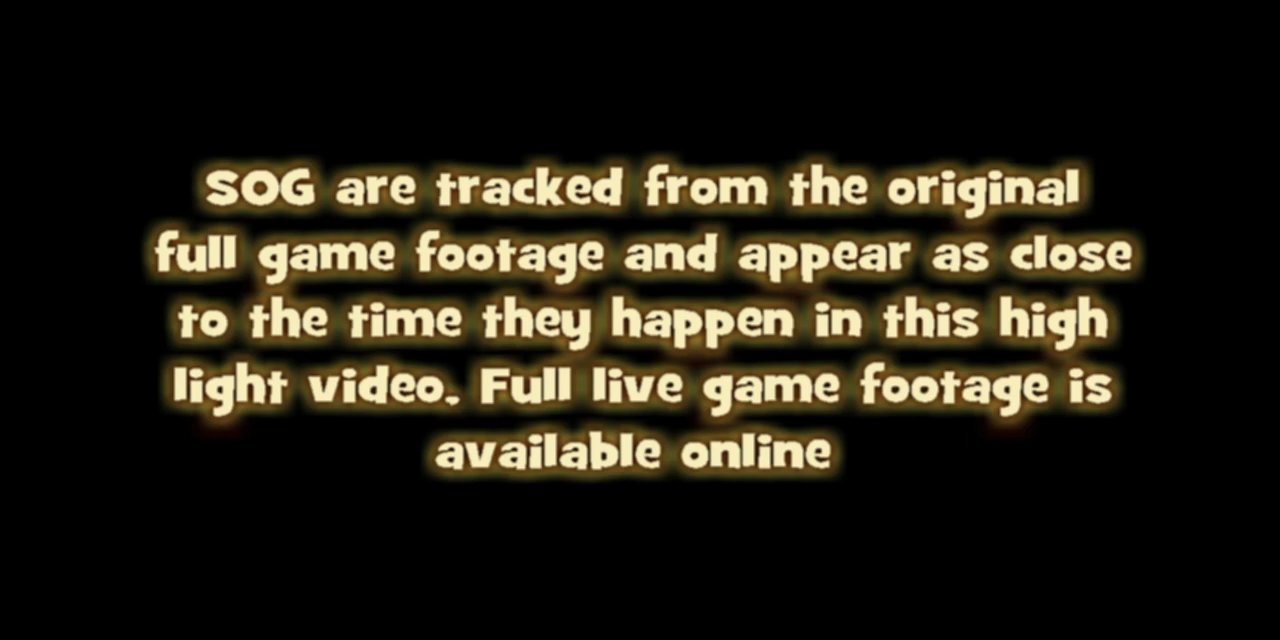 SOG are tracked from the original
full game footage and appear as close
to the time they happen in this high
light video. Full live game footage is
available online